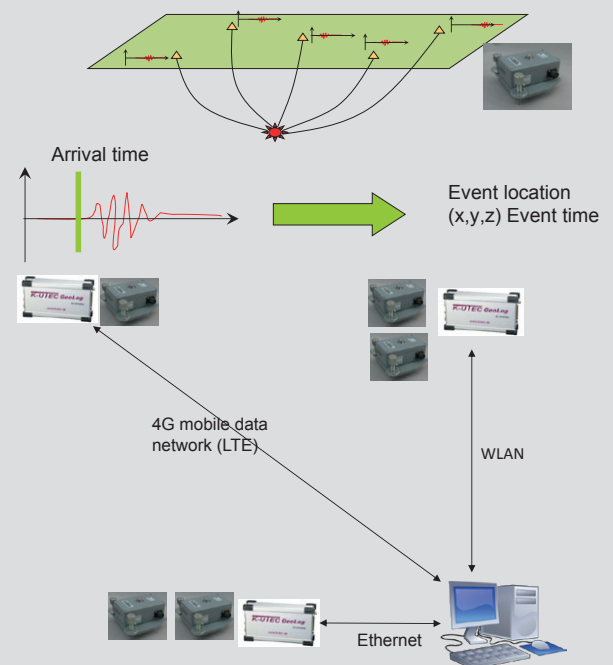 Arrival time
Event location
(x,y,z) Event time
K-UTEC GeoLog
K-UTEC GeoLog
4G mobile data
network (LTE)
WLAN
K-UTEC GeoLog
Ethernet